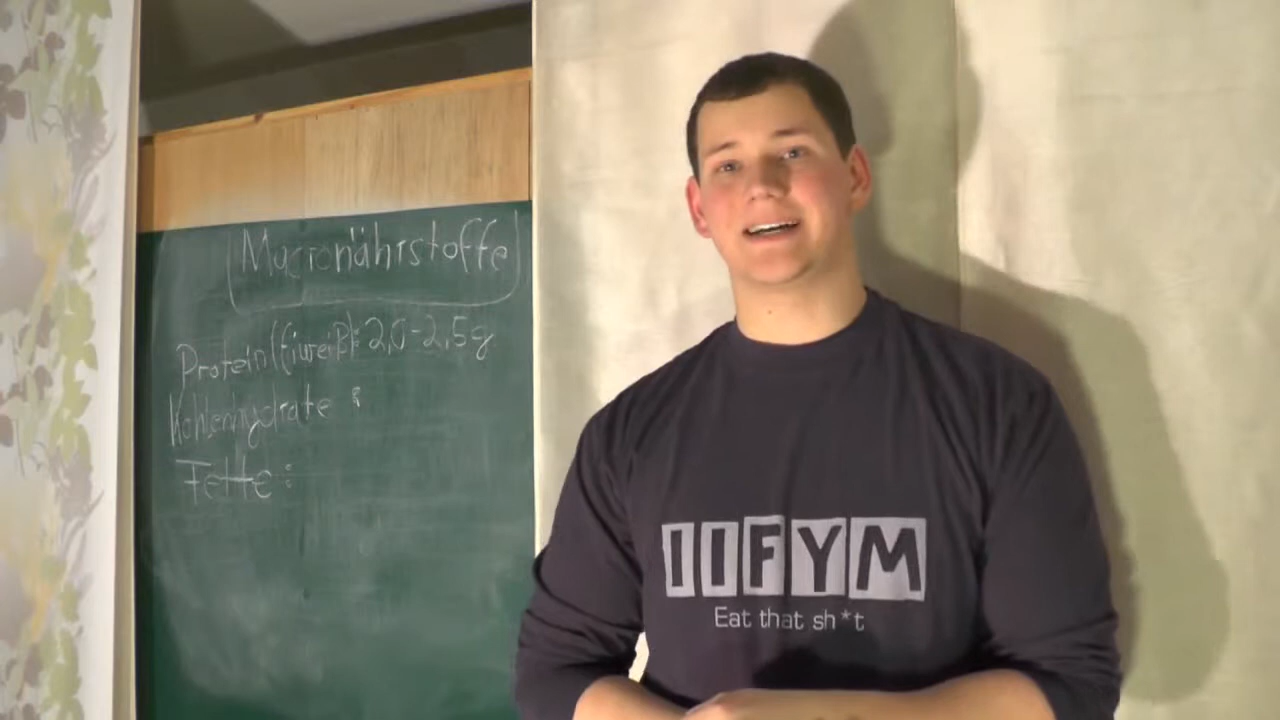 Macronährstoffe
Protein (Eiweiß): 2,0-2,5g
Kohlenhydrate :
Fette :
IIFYM
Eat that sh*t